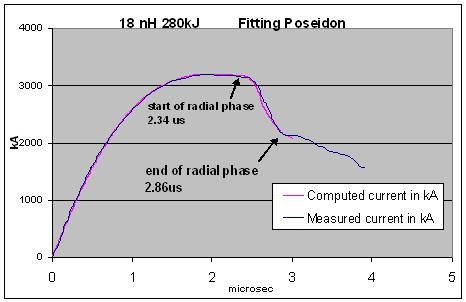 18 nH 280kJ Fitting Poseidon
4000
3000
2000
1000
0
kA
start of radial phase
2.34 us
end of radial phase
2.86us
Computed current in kA
Measured current in kA
0 1 2 3 4 5
microsec